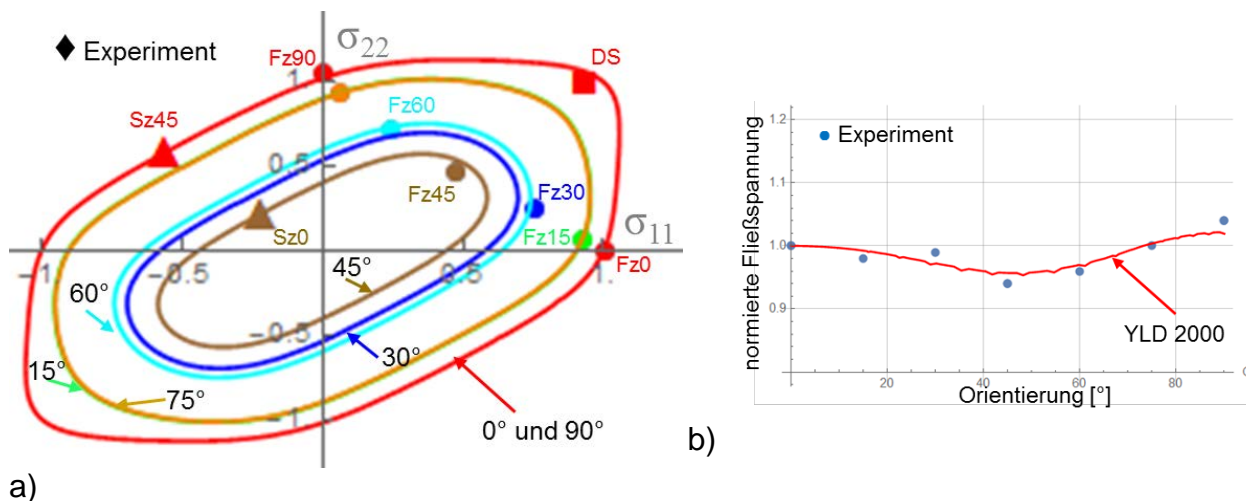 Experiment
σ22
Fz90
DS
1
Sz45
Fz60
0.5
Fz45
Fz30
Sz0
Fz15
σ11
-1
-0.5
0.5
1.
Fz0
45°
60°
-0.5
30°
15°
75°
-1
0° und 90°
a)
normierte Fließspannung
1.2
Experiment
1.1
1.0
0.9
YLD 2000
20
40
60
80
Orientierung [°]
b)